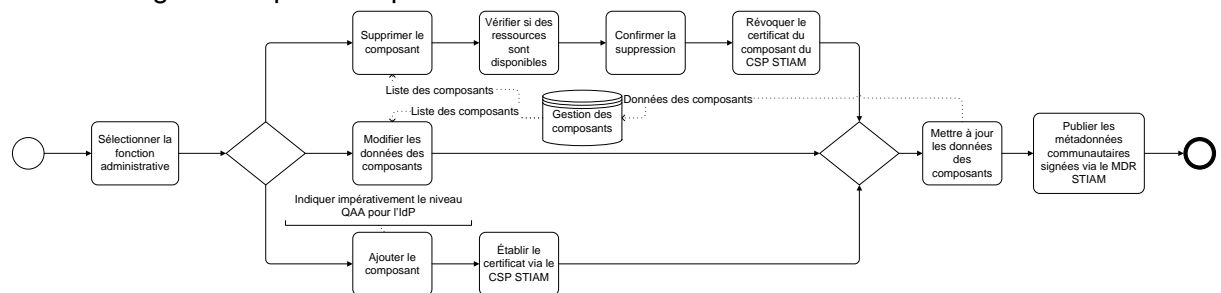 Supprimer le
composant
Vérifier si des
ressources
sont
disponibles
Confirmer la
suppression
Révoquer le
certificat du
composant du
CSP STIAM
Liste des composants
Liste des composants
Gestion des
composants
Données des composants
Sélectionner la
fonction
administrative
Modifier les
données des
composants
Mettre à jour
les données
des
composants
Publier les
métadonnées
communautaires
signées via le MDR
STIAM
Indiquer impérativement le niveau
QAA pour l'IdP
Ajouter le
composant
Établir le
certificat via le
CSP STIAM